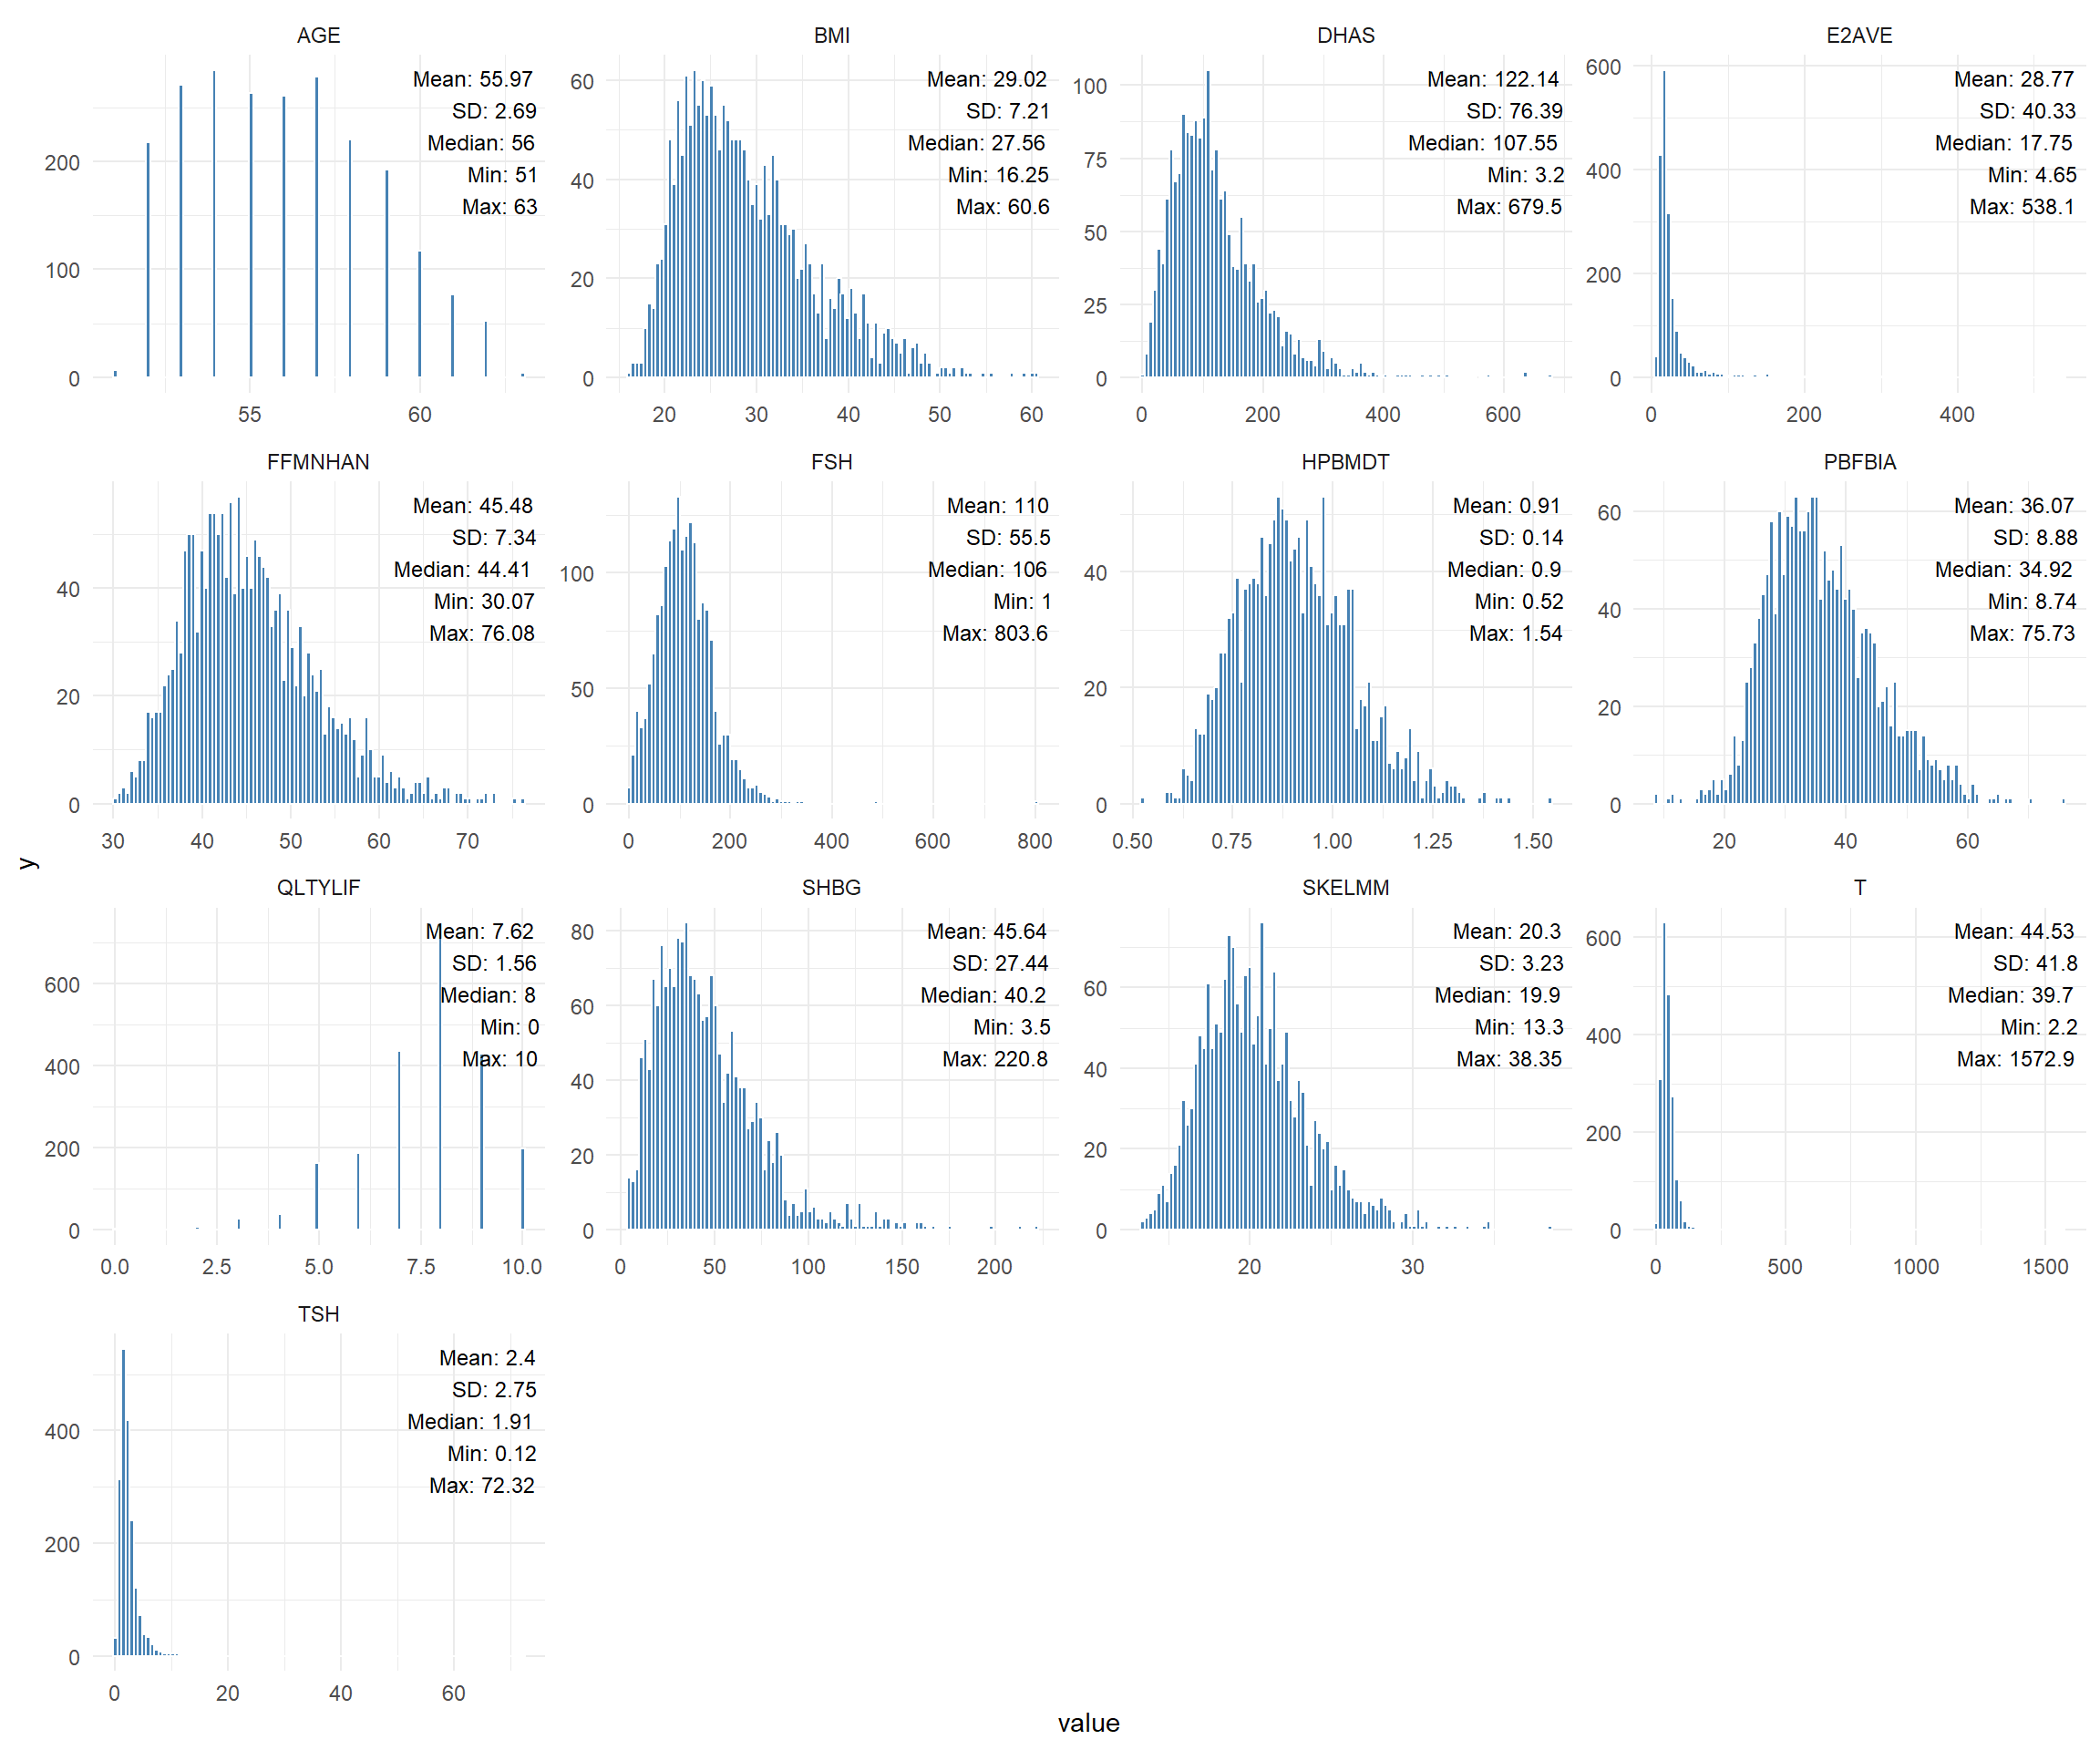 AGE
Mean: 55.97
SD: 2.69
Median: 56
Min: 51
Max: 63
200
100
0
55 60
BMI
Mean: 29.02
SD: 7.21
Median: 27.56
Min: 16.25
Max: 60.6
60
40
20
0
20 30 40 50 60
DHAS
Mean: 122.14
SD: 76.39
Median: 107.55
Min: 3.2
Max: 679.5
100
75
50
25
0
0 200 400 600
E2AVE
Mean: 28.77
SD: 40.33
Median: 17.75
Min: 4.65
Max: 538.1
600
400
200
0
0 200 400
FFMNHAN
Mean: 45.48
SD: 7.34
Median: 44.41
Min: 30.07
Max: 76.08
40
20
0
30 40 50 60 70
FSH
Mean: 110
SD: 55.5
Median: 106
Min: 1
Max: 803.6
100
50
0
0 200 400 600 800
HPBMDT
Mean: 0.91
SD: 0.14
Median: 0.9
Min: 0.52
Max: 1.54
40
20
0
0.50 0.75 1.00 1.25 1.50
PBFBIA
Mean: 36.07
SD: 8.88
Median: 34.92
Min: 8.74
Max: 75.73
60
40
20
0
20 40 60
y
QLTYLIF
Mean: 7.62
SD: 1.56
Median: 8
Min: 0
Max: 10
600
400
200
0
0.0 2.5 5.0 7.5 10.0
SHBG
Mean: 45.64
SD: 27.44
Median: 40.2
Min: 3.5
Max: 220.8
80
60
40
20
0
0 50 100 150 200
SKELMM
Mean: 20.3
SD: 3.23
Median: 19.9
Min: 13.3
Max: 38.35
60
40
20
0
20 30
T
Mean: 44.53
SD: 41.8
Median: 39.7
Min: 2.2
Max: 1572.9
600
400
200
0
0 500 1000 1500
TSH
Mean: 2.4
SD: 2.75
Median: 1.91
Min: 0.12
Max: 72.32
400
200
0
0 20 40 60
value